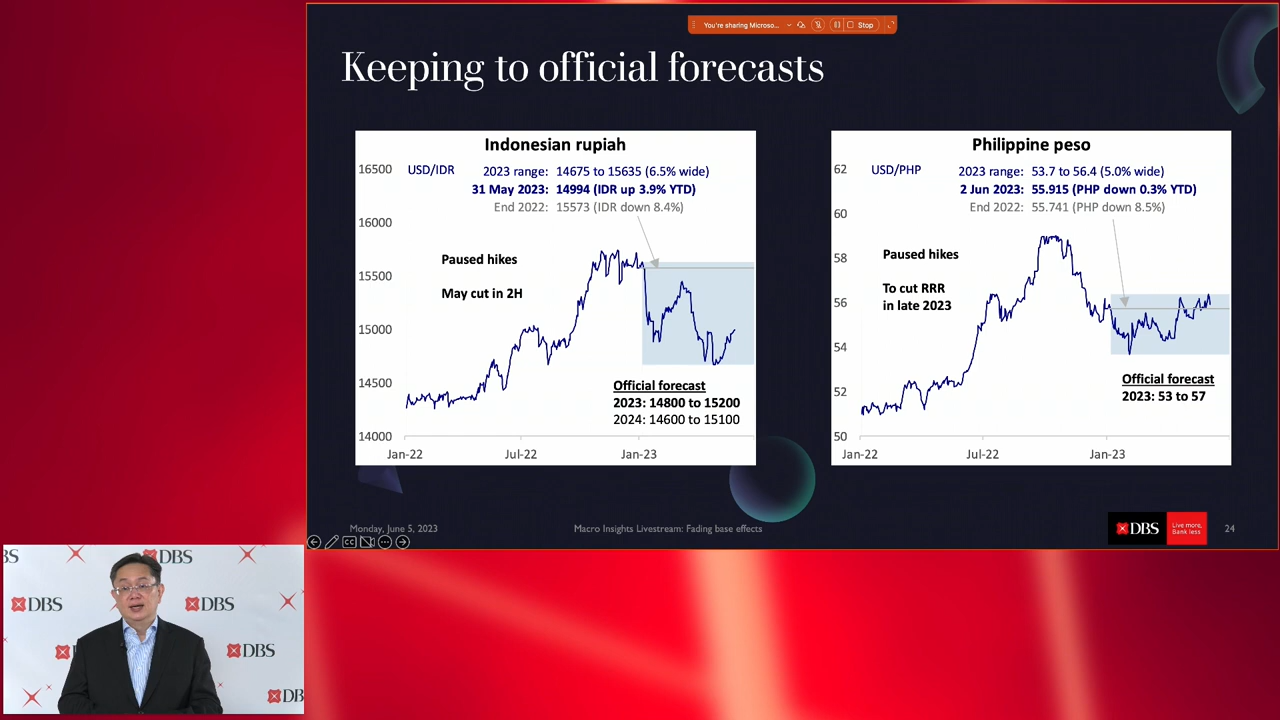 You're sharing Microso...
Stop
Keeping to official forecasts
Indonesian rupiah
USD/IDR
2023 range: 14675 to 15635 (6.5% wide)
31 May 2023: 14994 (IDR up 3.9% YTD)
End 2022: 15573 (IDR down 8.4%)
16500
16000
15500
15000
14500
14000
Paused hikes
May cut in 2H
Official forecast
2023: 14800 to 15200
2024: 14600 to 15100
Jan-22
Jul-22
Jan-23
Philippine peso
USD/PHP
2023 range: 53.7 to 56.4 (5.0% wide)
2 Jun 2023: 55.915 (PHP down 0.3% YTD)
End 2022: 55.741 (PHP down 8.5%)
62
60
58
56
54
52
50
Paused hikes
To cut RRR
in late 2023
Official forecast
2023: 53 to 57
Jan-22
Jul-22
Jan-23
Monday, June 5, 2023
Macro Insights Livestream: Fading base effects
DBS
Live more,
Bank less
24
CC
BS
DBS
DBS
DBS
DBS
DB